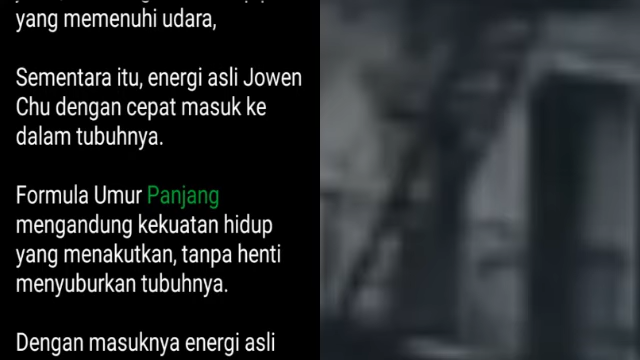 yang memenuhi udara,
Sementara itu, energi asli Jowen
Chu dengan cepat masuk ke
dalam tubuhnya.
Formula Umur Panjang
mengandung kekuatan hidup
yang menakutkan, tanpa henti
menyuburkan tubuhnya.
Dengan masuknya energi asli